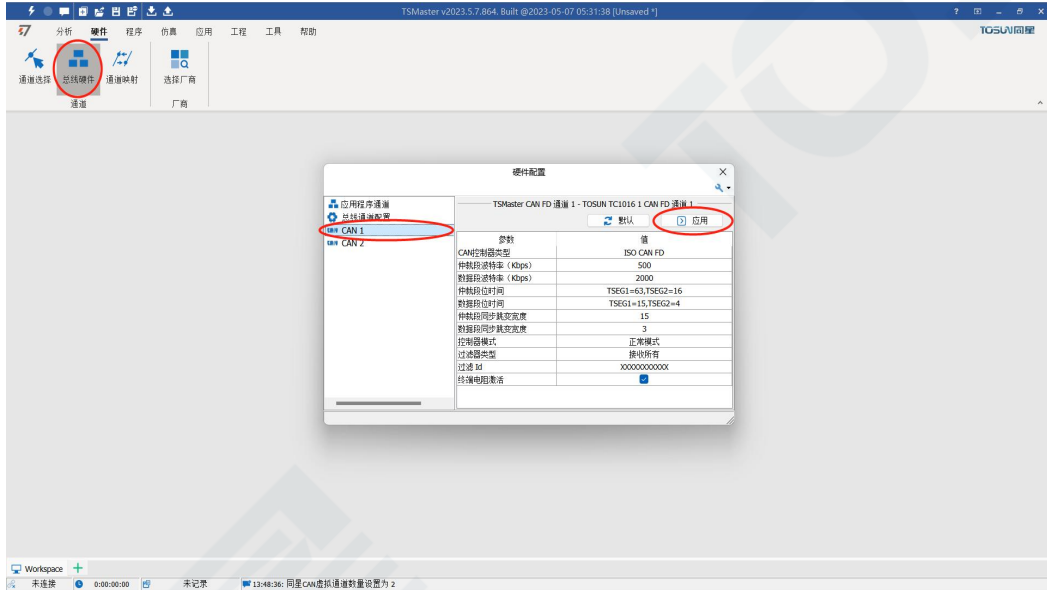 TSMaster v2023.5.7.864. Built @2023-05-07 05:31:38 [Unsaved *]
分析 硬件 程序 仿真 应用 工程 工具 帮助
TOSUN同星
通道选择 总线硬件 通道映射 选择厂商
通道 厂商
硬件配置
应用程序通道
总线通道配置
CAN 1
CAN 2
TSMaster CAN FD 通道 1 - TOSUN TC1016 1 CAN FD 通道 1
默认 应用
参数 值
CAN控制器类型 ISO CAN FD
仲裁段波特率（Kbps） 500
数据段波特率（Kbps） 2000
仲裁段位时间 TSEG1=63,TSEG2=16
数据段位时间 TSEG1=15,TSEG2=4
仲裁段同步跳变宽度 15
数据段同步跳变宽度 3
控制器模式 正常模式
过滤器类型 接收所有
过滤 Id XXXXXXXXXXX
终端电阻激活
Workspace
未连接 0:00:00:00 未记录 13:48:36: 同星CAN虚拟通道数量设置为 2